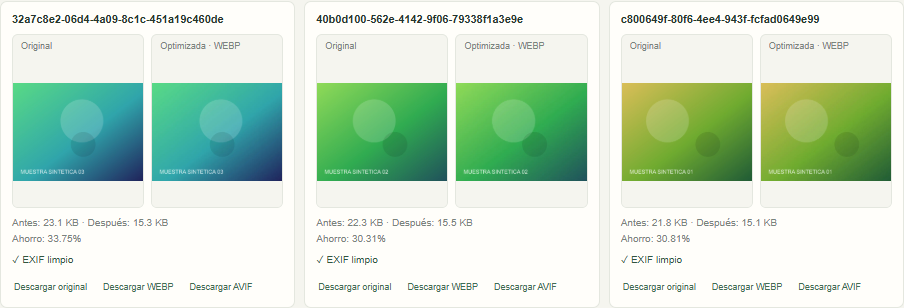 32a7c8e2-06d4-4a09-8c1c-451a19c460de
Original
Optimizada · WEBP
MUESTRA SINTETICA 03
MUESTRA SINTETICA 03
Antes: 23.1 KB · Después: 15.3 KB
Ahorro: 33.75%
✓ EXIF limpio
Descargar original Descargar WEBP Descargar AVIF
40b0d100-562e-4142-9f06-79338f1a3e9e
Original
Optimizada · WEBP
MUESTRA SINTETICA 02
MUESTRA SINTETICA 02
Antes: 22.3 KB · Después: 15.5 KB
Ahorro: 30.31%
✓ EXIF limpio
Descargar original Descargar WEBP Descargar AVIF
c800649f-80f6-4ee4-943f-fcfad0649e99
Original
Optimizada · WEBP
MUESTRA SINTETICA 01
MUESTRA SINTETICA 01
Antes: 21.8 KB · Después: 15.1 KB
Ahorro: 30.81%
✓ EXIF limpio
Descargar original Descargar WEBP Descargar AVIF